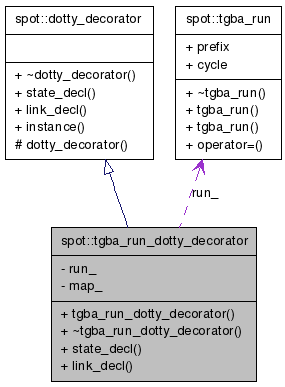 spot::dotty_decorator
+ ~dotty_decorator()
+ state_decl()
+ link_decl()
+ instance()
# dotty_decorator()
spot::tgba_run
+ prefix
+ cycle
+ ~tgba_run()
+ tgba_run()
+ tgba_run()
+ operator=()
run_
spot::tgba_run_dotty_decorator
- run_
- map_
+ tgba_run_dotty_decorator()
+ ~tgba_run_dotty_decorator()
+ state_decl()
+ link_decl()